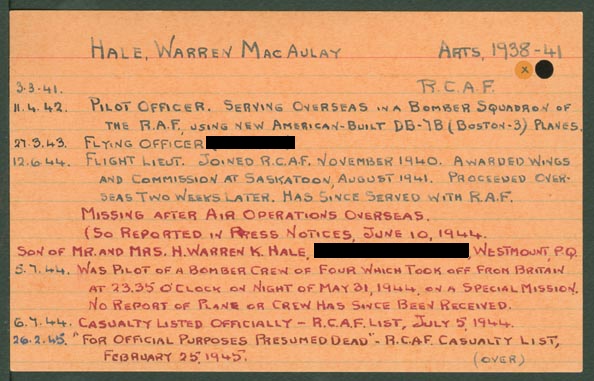 HALE, WARREN MACAULAY ARTS, 1938-41
x
3.3-41. R.C.A.F.
11.4.42. PILOT OFFICER. SERVING OVERSEAS IN A BOMBER SQUADRON OF
THE R.A.F., USING NEW AMERICAN-BUILT DB-7B (BOSTON-3) PLANES.
27.3.43. FLYING OFFICER
12.6.44. FLIGHT LIEUT. JOINED R.C.A.F. NOVEMBER 1940. AWARDED WINGS
AND COMMISSION AT SASKATOON, AUGUST 1941. PROCEEDED OVER-
SEAS TWO WEEKS LATER. HAS SINCE SERVED WITH R.A.F.
MISSING AFTER AIR OPERATIONS OVERSEAS.
(SO REPORTED IN PRESS NOTICES, JUNE 10, 1944.
SON OF MR. AND MRS. H. WARREN K. HALE, WESTMOUNT, P.Q.
5.7.44. WAS PILOT OF A BOMBER CREW OF FOUR WHICH TOOK OFF FROM BRITAIN
AT 23.35 O'CLOCK ON NIGHT OF MAY 31, 1944, ON A SPECIAL MISSION.
NO REPORT OF PLANE OR CREW HAS SINCE BEEN RECEIVED.
6.7.44. CASUALTY LISTED OFFICIALLY - R.C.A.F. LIST, JULY 5, 1944.
26.2.45. "FOR OFFICIAL PURPOSES PRESUMED DEAD" - R.C.A.F. CASUALTY LIST,
FEBRUARY 25, 1945. (OVER)